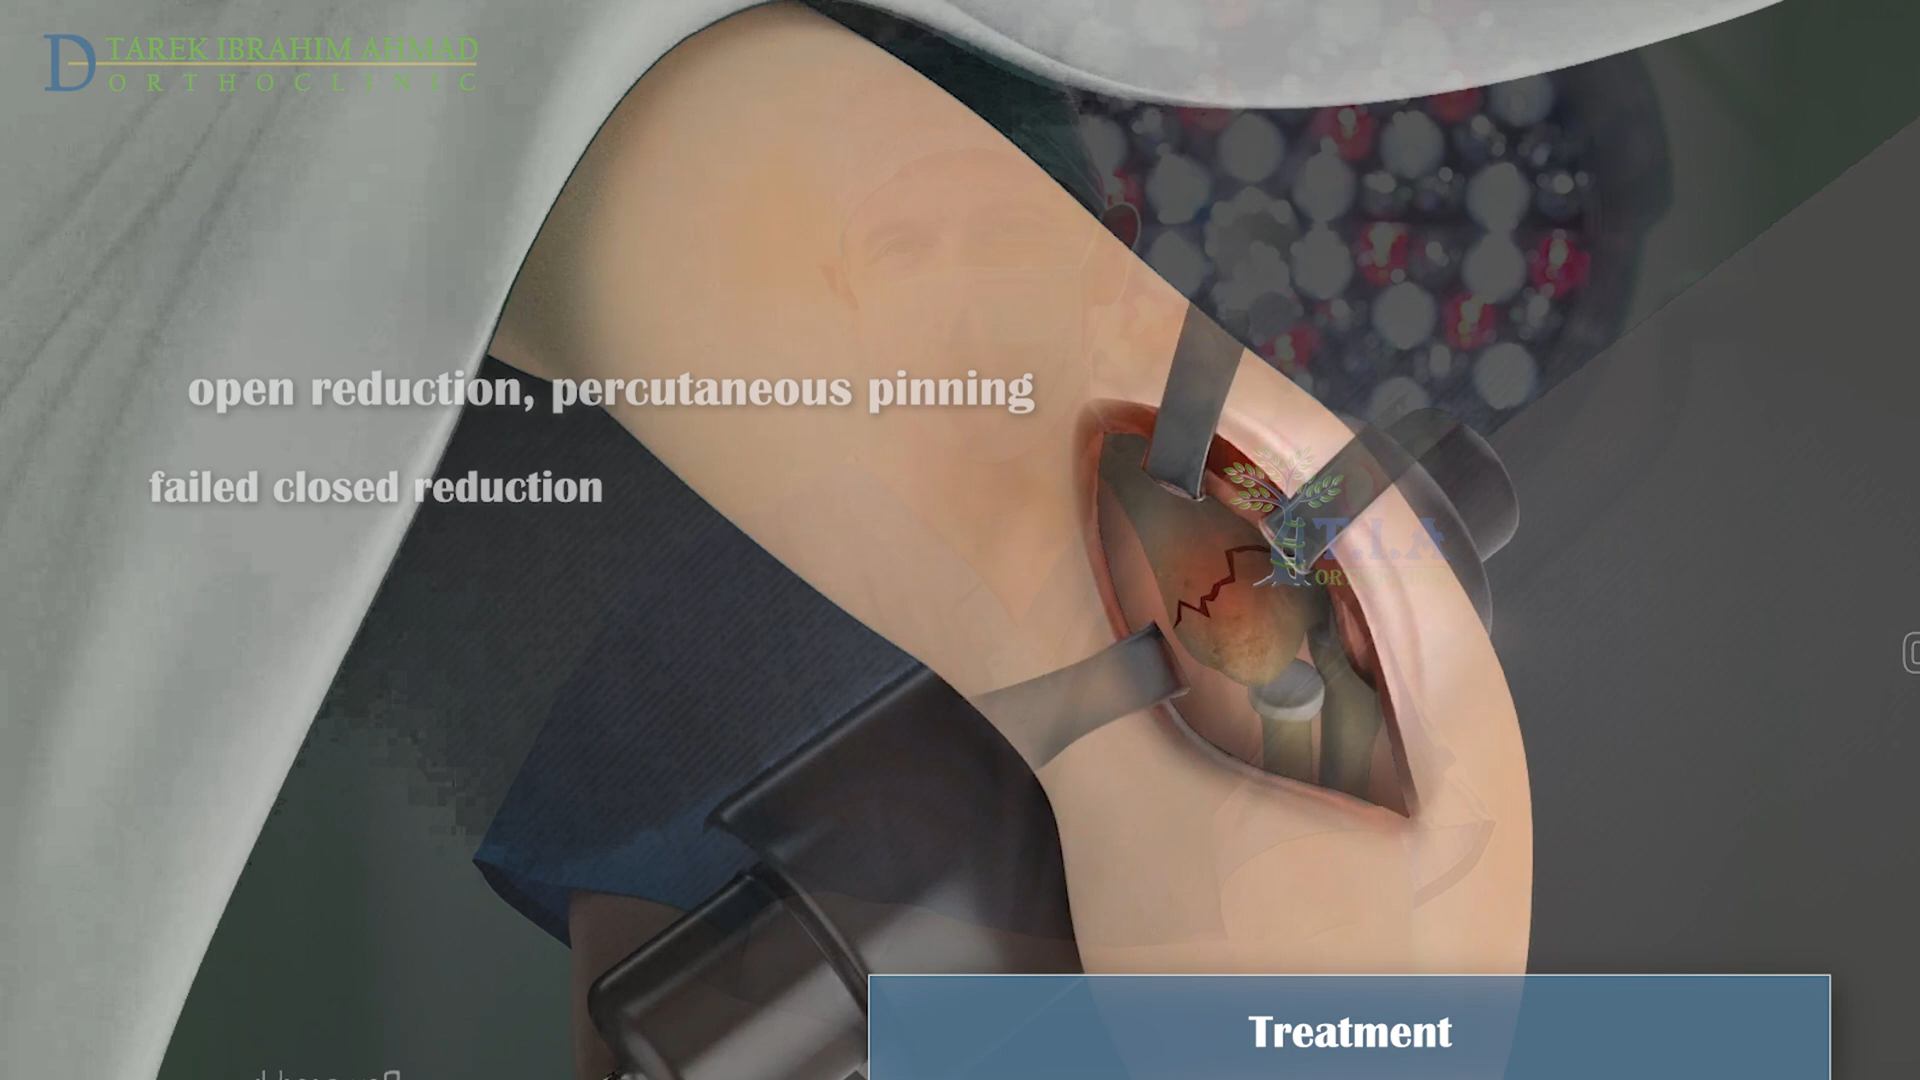 D TAREK IBRAHIM AHMAD
ORTHOCLINIC
open reduction, percutaneous pinning
failed closed reduction
T.I.A
Treatment